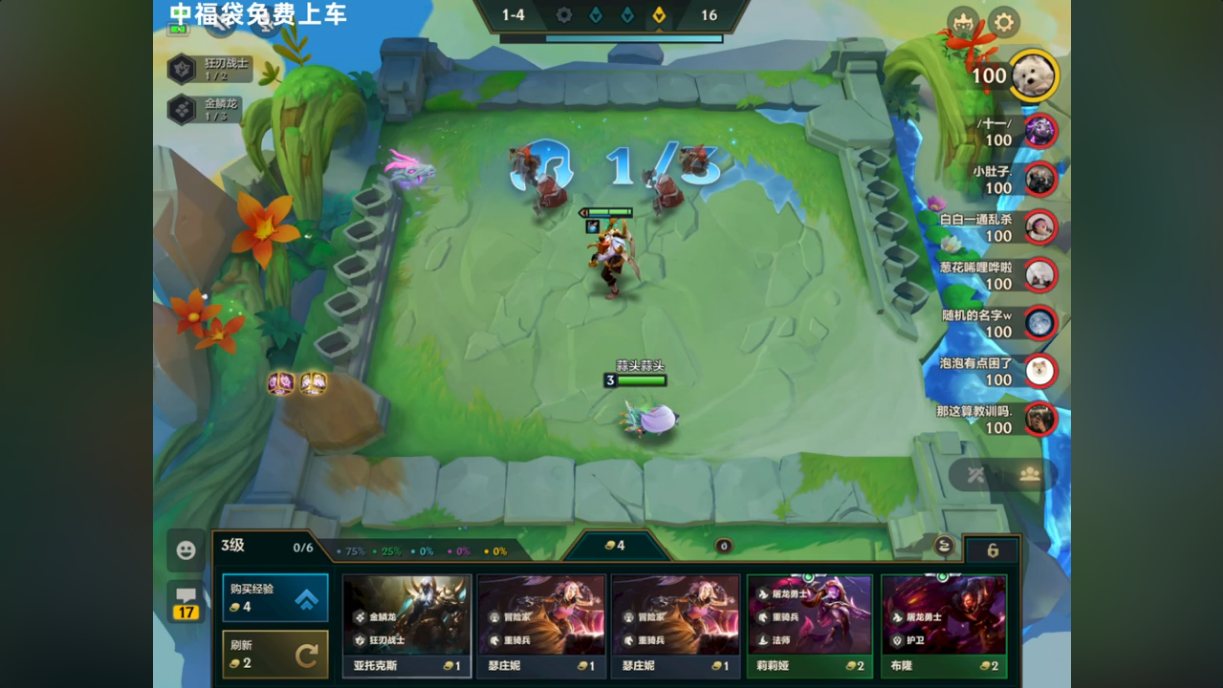 中福袋免费上车
1-4
16
狂刃战士
1/2
金鳞龙
1/3
1/3
100
/十一/
100
小肚子.
100
白白一通乱杀
100
葱花唏哩哗啦
100
随机的名字w
100
泡泡有点困了
100
那这算教训吗.
100
蒜头蒜头
3
3级
0/6
75% 25% 0% 0% 0%
4
0
6
17
购买经验
4
刷新
2
金鳞龙
狂刃战士
亚托克斯 1
冒险家
重骑兵
瑟庄妮 1
冒险家
重骑兵
瑟庄妮 1
屠龙勇士
重骑兵
法师
莉莉娅 2
屠龙勇士
护卫
布隆 2